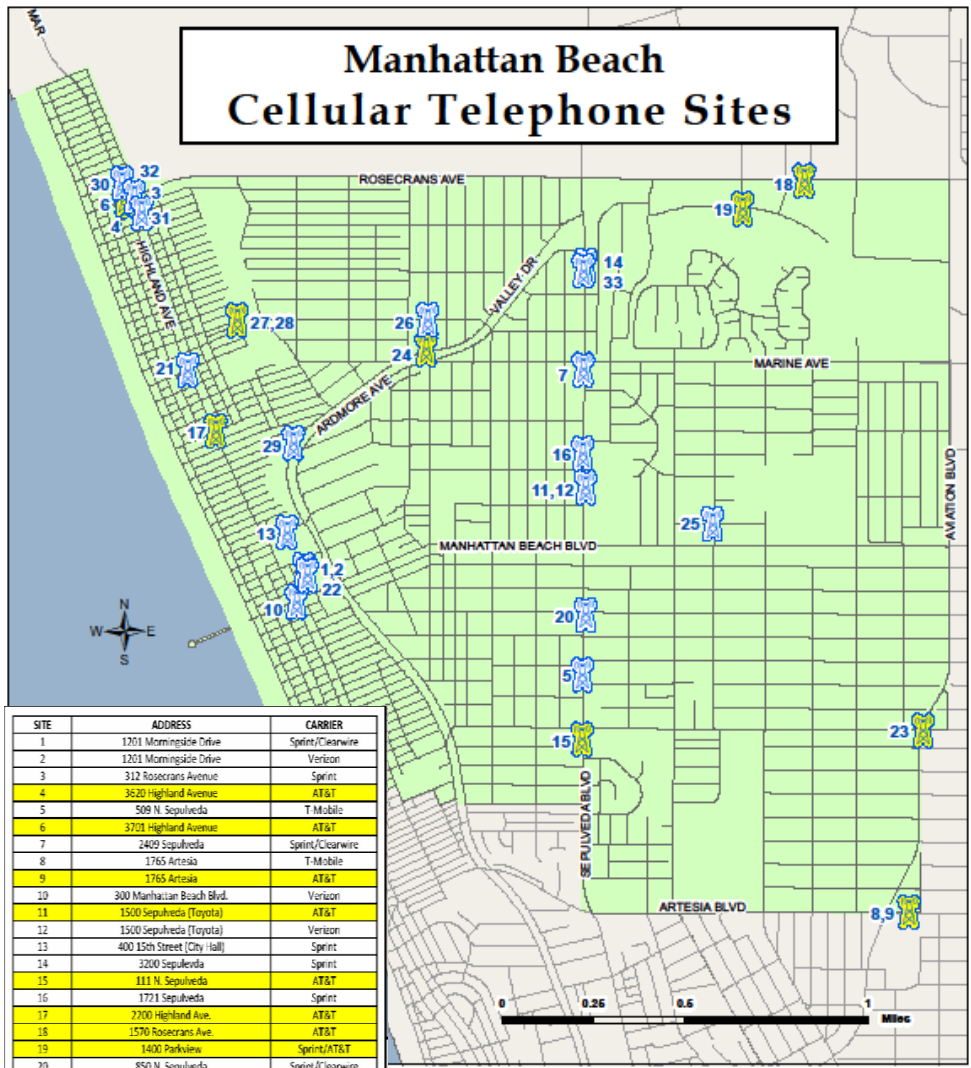 Manhattan Beach
Cellular Telephone Sites
MAR
ROSECRANS AVE
30
32
6
3
4
31
18
19
HIGHLAND AVE
VALLEY DR
14
33
27,28
26
24
21
7
MARINE AVE
ARDMORE AVE
17
29
16
11,12
AVIATION BLVD
25
13
MANHATTAN BEACH BLVD
1,2
22
10
20
N
W E
S
5
23
15
SEPULVEDA BLVD
ARTESIA BLVD
8,9
0 0.25 0.5 1
Miles
SITE ADDRESS CARRIER
1 1201 Morningside Drive Sprint/Clearwire
2 1201 Morningside Drive Verizon
3 312 Rosecrans Avenue Sprint
4 3620 Highland Avenue AT&T
5 509 N. Sepulveda T-Mobile
6 3701 Highland Avenue AT&T
7 2409 Sepulveda Sprint/Clearwire
8 1765 Artesia T-Mobile
9 1765 Artesia AT&T
10 300 Manhattan Beach Blvd. Verizon
11 1500 Sepulveda (Toyota) AT&T
12 1500 Sepulveda (Toyota) Verizon
13 400 15th Street (City Hall) Sprint
14 3200 Sepulevda Sprint
15 111 N. Sepulveda AT&T
16 1721 Sepulveda Sprint
17 2200 Highland Ave. AT&T
18 1570 Rosecrans Ave. AT&T
19 1400 Parkview Sprint/AT&T
20 850 N. Sepulveda Sprint/Clearwire